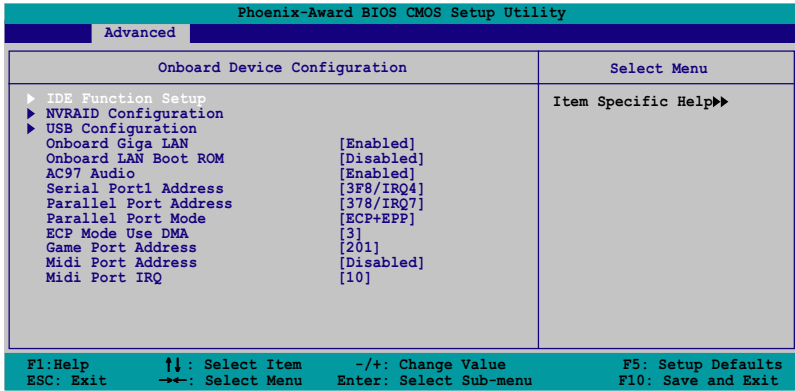 Phoenix-Award BIOS CMOS Setup Utility
Advanced
Onboard Device Configuration
Select Menu
IDE Function Setup
Item Specific Help
NVRAID Configuration
USB Configuration
Onboard Giga LAN [Enabled]
Onboard LAN Boot ROM [Disabled]
AC97 Audio [Enabled]
Serial Port1 Address [3F8/IRQ4]
Parallel Port Address [378/IRQ7]
Parallel Port Mode [ECP+EPP]
ECP Mode Use DMA [3]
Game Port Address [201]
Midi Port Address [Disabled]
Midi Port IRQ [10]
F1:Help ↑↓: Select Item -/+: Change Value F5: Setup Defaults
ESC: Exit →←: Select Menu Enter: Select Sub-menu F10: Save and Exit